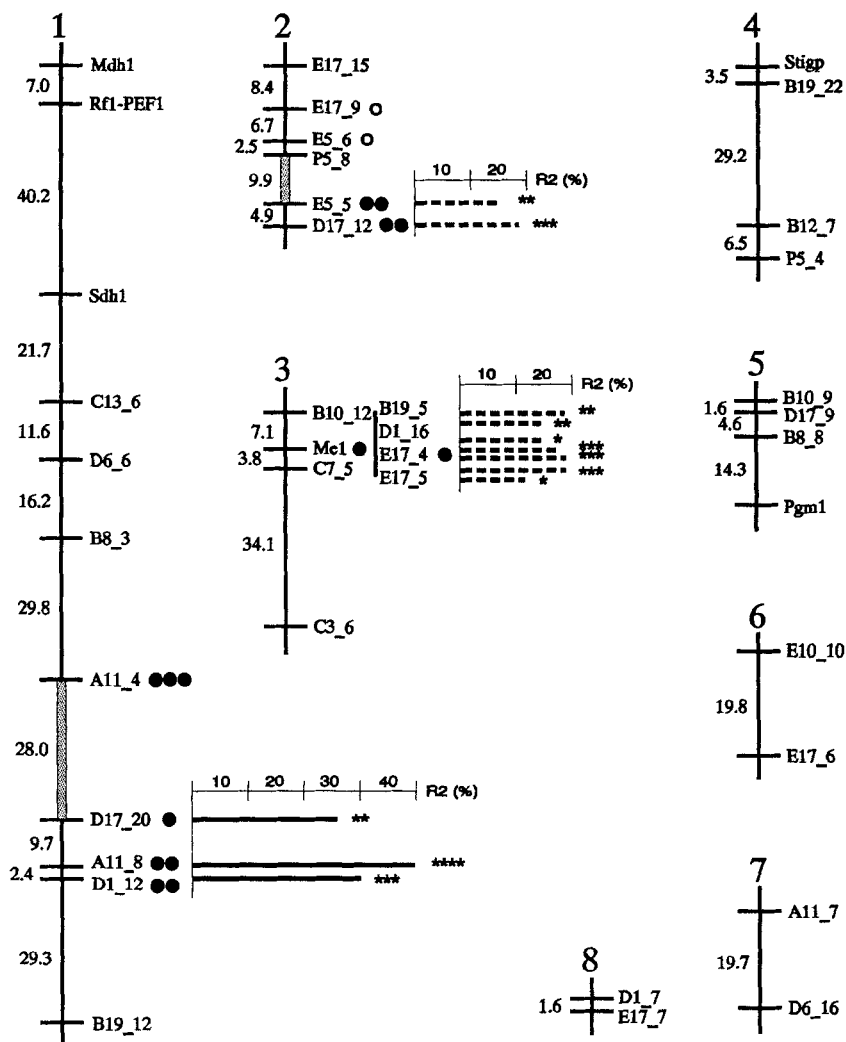 1
Mdh1
7.0
Rf1-PEF1
40.2
Sdh1
21.7
C13_6
11.6
D6_6
16.2
B8_3
29.8
A11_4
28.0
D17_20
9.7
A11_8
2.4
D1_12
29.3
B19_12
10 20 30 40 R2 (%)
**
****
***
2
E17_15
8.4
E17_9
6.7
E5_6
2.5
P5_8
9.9
E5_5
4.9
D17_12
10 20 R2 (%)
**
***
3
B10_12
7.1
Me1
3.8
C7_5
34.1
C3_6
B19_5
D1_16
E17_4
E17_5
10 20 R2 (%)
**
**
*
***
***
***
*
4
Stigp
3.5
B19_22
29.2
B12_7
6.5
P5_4
5
B10_9
1.6
D17_9
4.6
B8_8
14.3
Pgm1
6
E10_10
19.8
E17_6
7
A11_7
19.7
D6_16
8
D1_7
1.6
E17_7